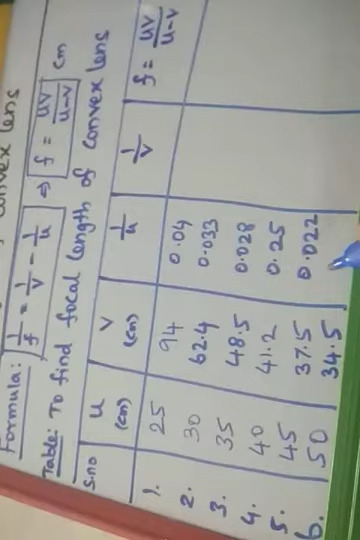 convex lens
Formula: 1/f = 1/v - 1/u ⇒ f = uv/u-v cm
Table: To find focal length of convex lens
S.no u (cm) v (cm) 1/u 1/v f = uv/u-v
1. 25 94 0.04
2. 30 62.4 0.033
3. 35 48.5 0.028
4. 40 41.2 0.25
5. 45 37.5 0.022
6. 50 34.5